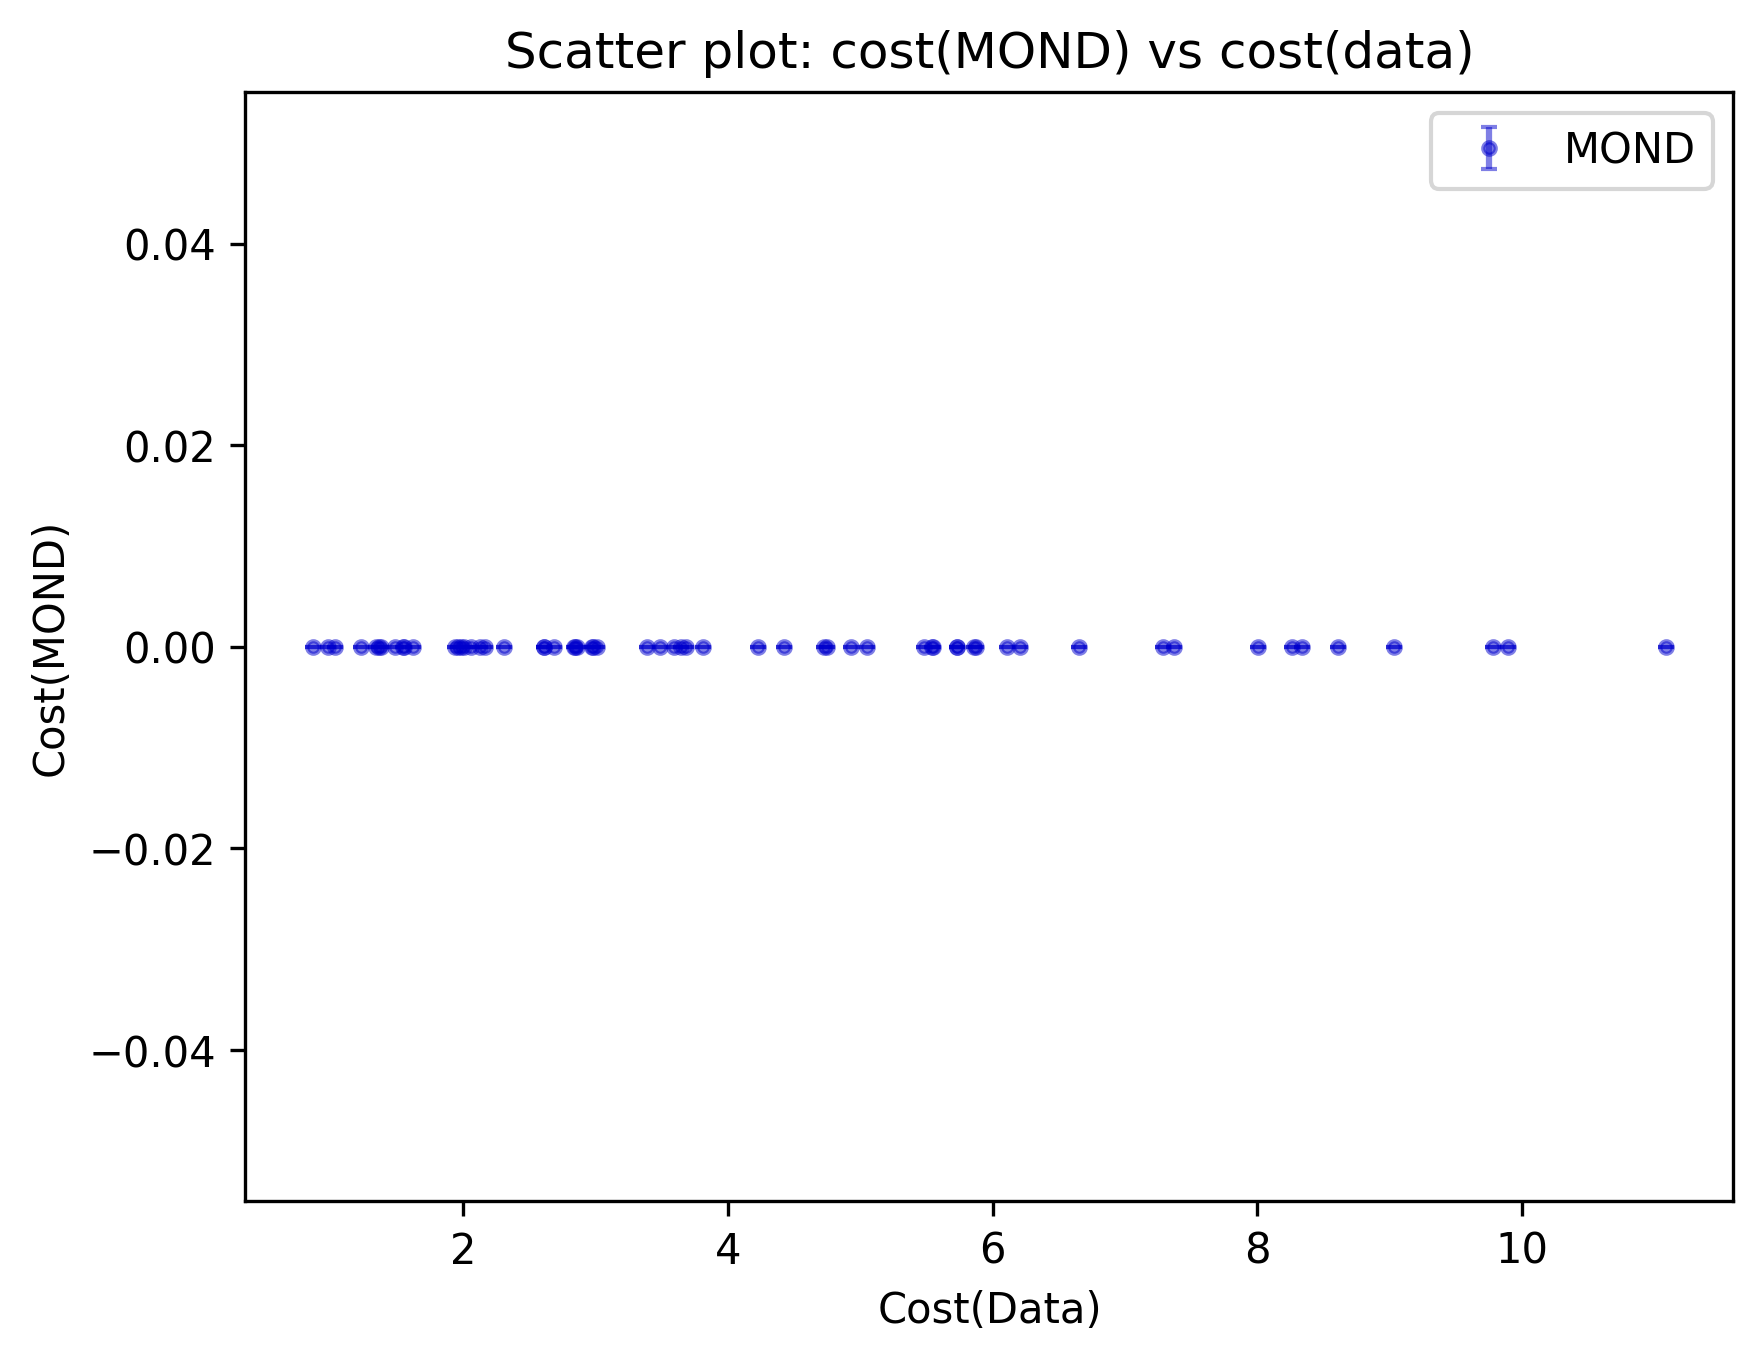 Scatter plot: cost(MOND) vs cost(data)
MOND
0.04
0.02
0.00
−0.02
−0.04
Cost(MOND)
2 4 6 8 10
Cost(Data)